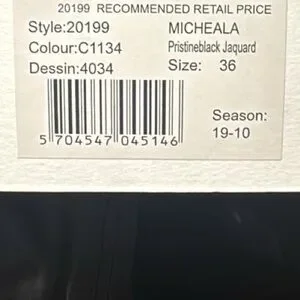 20199 RECOMMENDED RETAIL PRICE
Style:20199 MICHEALA
Colour:C1134 Pristineblack Jaquard
Dessin:4034 Size: 36
Season:
19-10
5 704547 045146